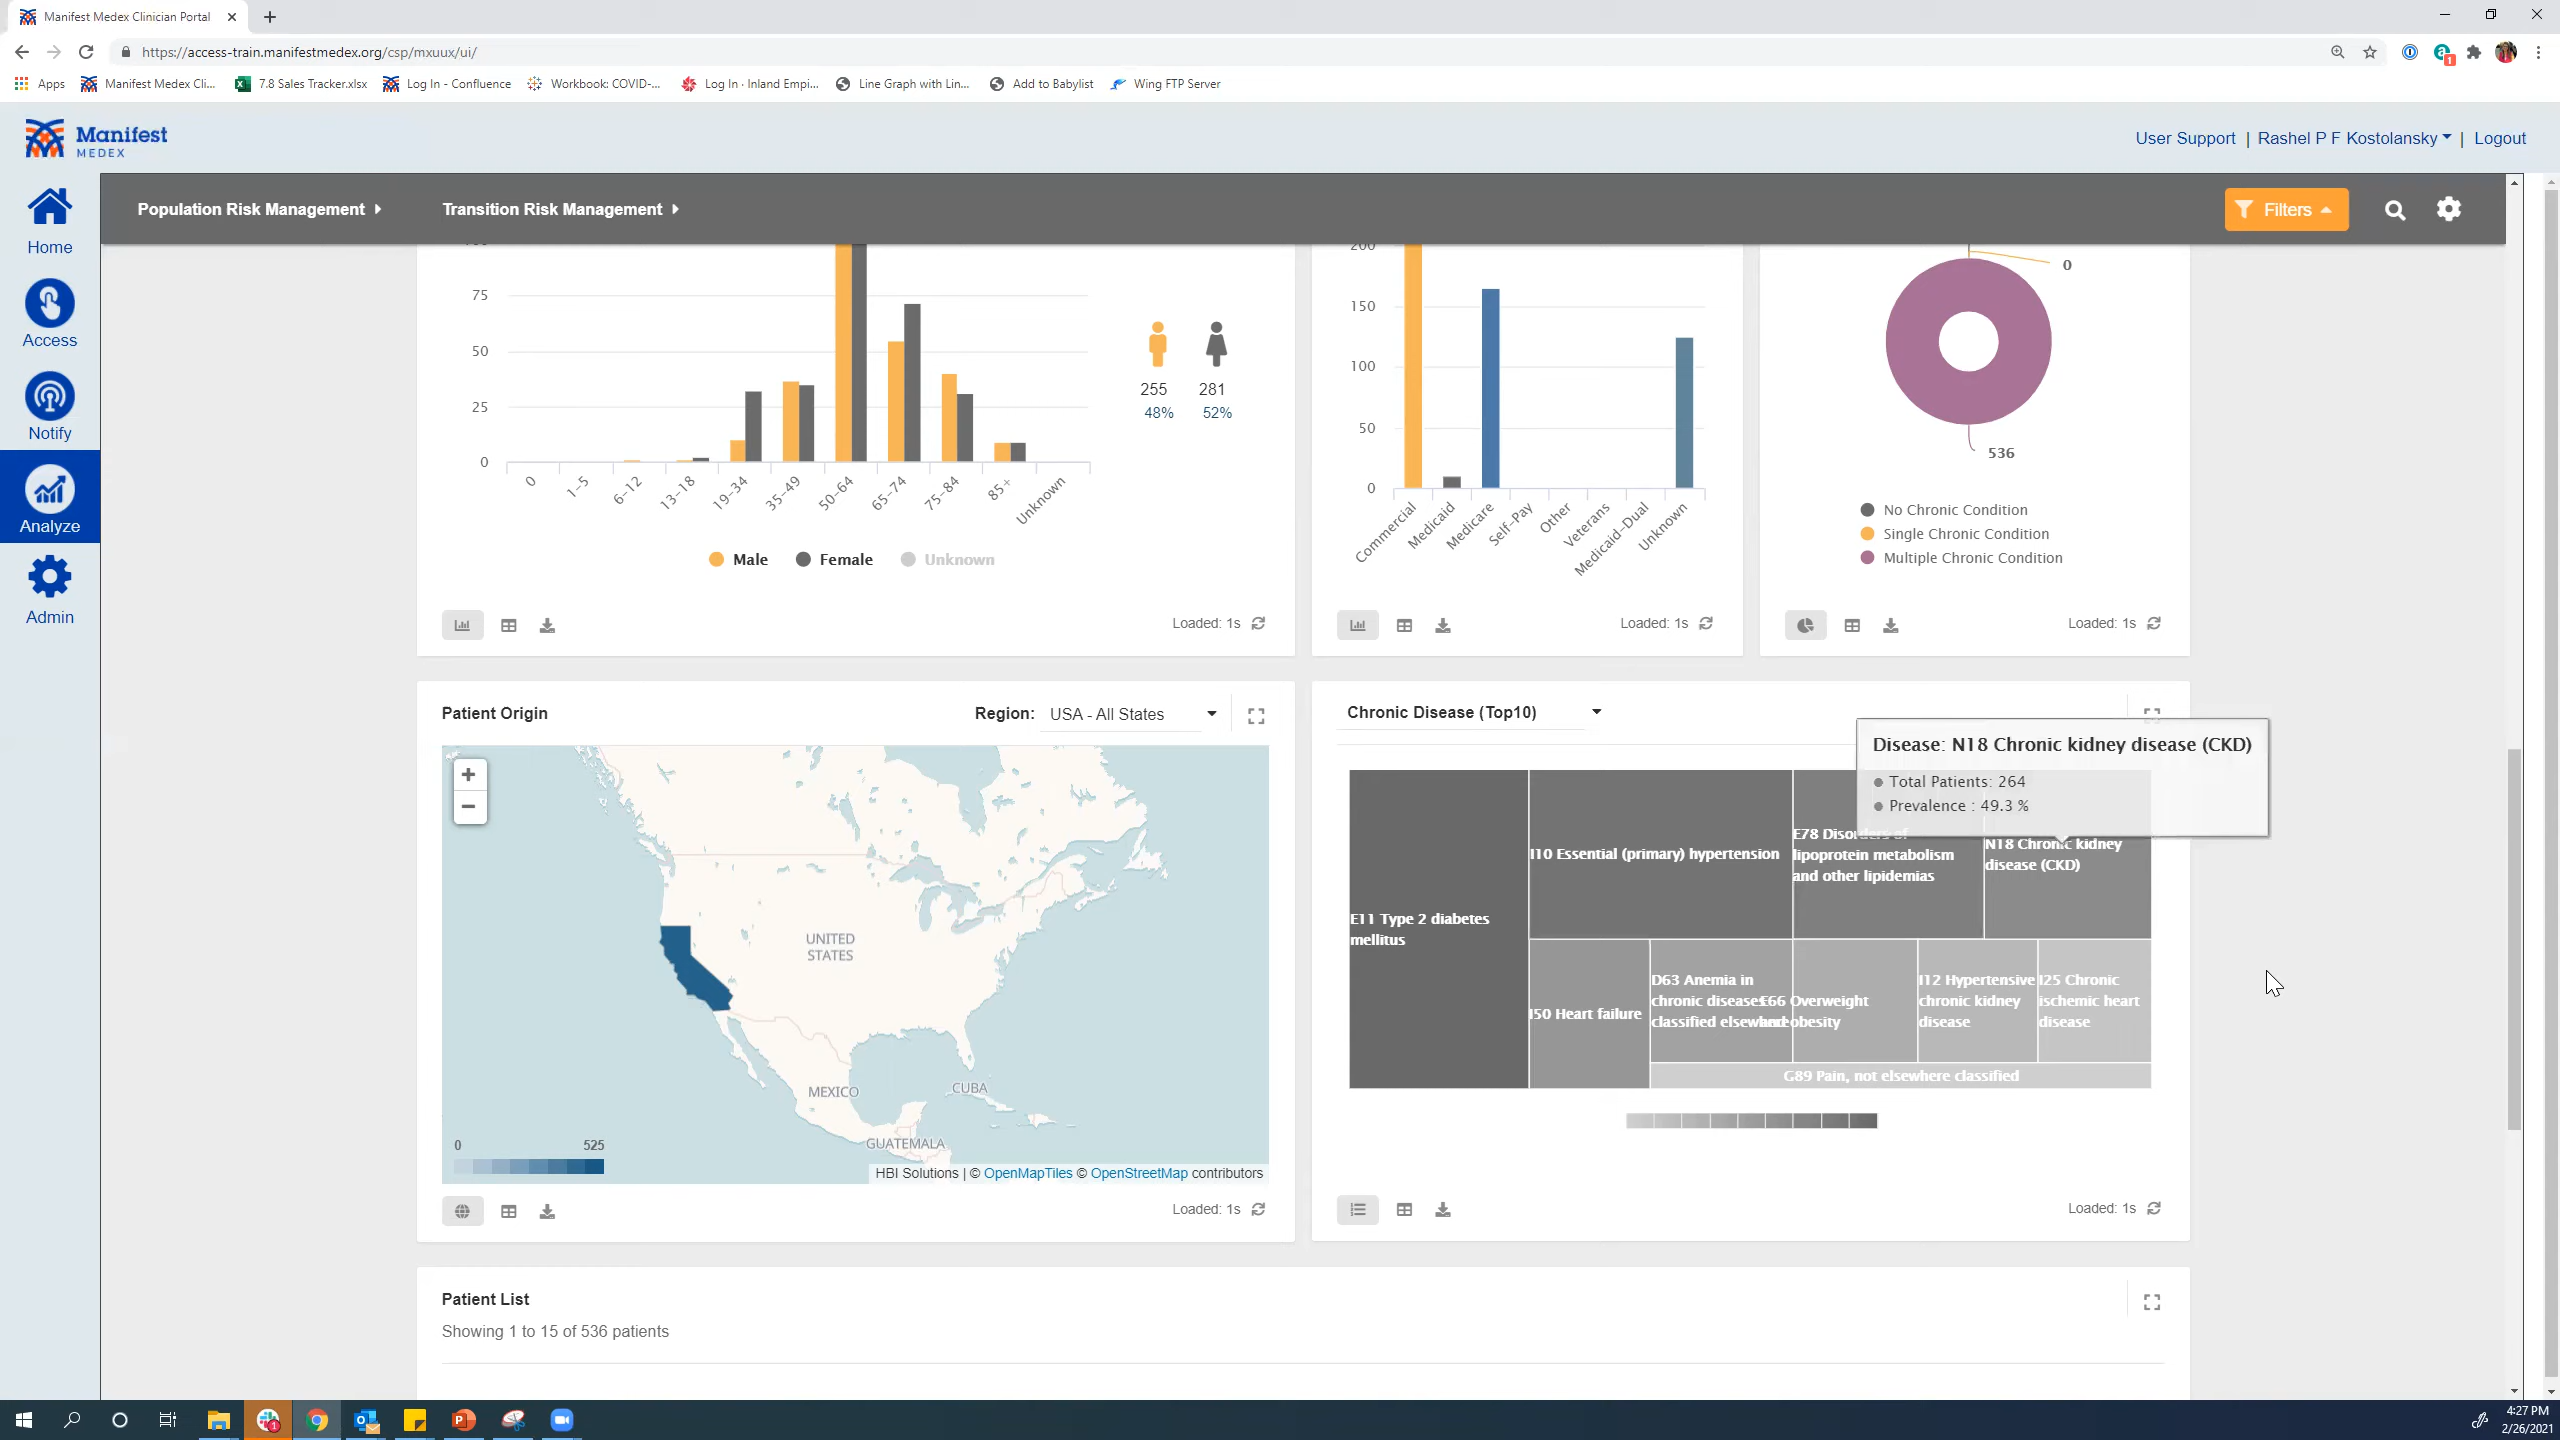 Manifest Medex Clinician Portal
https://access-train.manifestmedex.org/csp/mxuux/ui/
Apps
Manifest Medex Cli...
7.8 Sales Tracker.xlsx
Log In - Confluence
Workbook: COVID-...
Log In · Inland Empi...
Line Graph with Lin...
Add to Babylist
Wing FTP Server
Manifest
MEDEX
User Support | Rashel P F Kostolansky | Logout
Home
Access
Notify
Analyze
Admin
Population Risk Management
Transition Risk Management
Filters
75
50
25
0
0
1-5
6-12
13-18
19-34
35-49
50-64
65-74
75-84
85+
Unknown
255
281
48%
52%
Male
Female
Unknown
Loaded: 1s
200
150
100
50
0
Commercial
Medicaid
Medicare
Self-Pay
Other
Veterans
Medicaid-Dual
Unknown
Loaded: 1s
0
536
No Chronic Condition
Single Chronic Condition
Multiple Chronic Condition
Loaded: 1s
Patient Origin
Region: USA - All States
+
−
UNITED
STATES
MEXICO
CUBA
GUATEMALA
0
525
HBI Solutions | © OpenMapTiles © OpenStreetMap contributors
Loaded: 1s
Chronic Disease (Top10)
Disease: N18 Chronic kidney disease (CKD)
Total Patients: 264
Prevalence : 49.3 %
E11 Type 2 diabetes
mellitus
I10 Essential (primary) hypertension
E78 Disorders of
lipoprotein metabolism
and other lipidemias
N18 Chronic kidney
disease (CKD)
I50 Heart failure
D63 Anemia in
chronic diseases
classified elsewhere
E66 Overweight
and obesity
I12 Hypertensive
chronic kidney
disease
I25 Chronic
ischemic heart
disease
G89 Pain, not elsewhere classified
Loaded: 1s
Patient List
Showing 1 to 15 of 536 patients
4:27 PM
2/26/2021